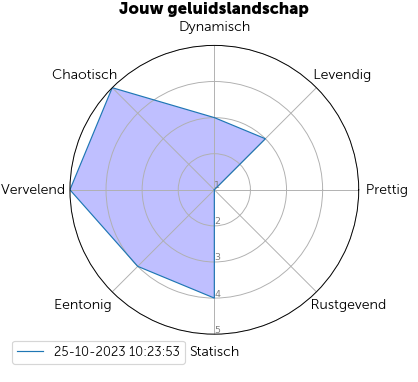 Jouw geluidslandschap
Dynamisch
Chaotisch
Levendig
Vervelend
1
Prettig
2
3
4
Eentonig
Rustgevend
5
25-10-2023 10:23:53
Statisch